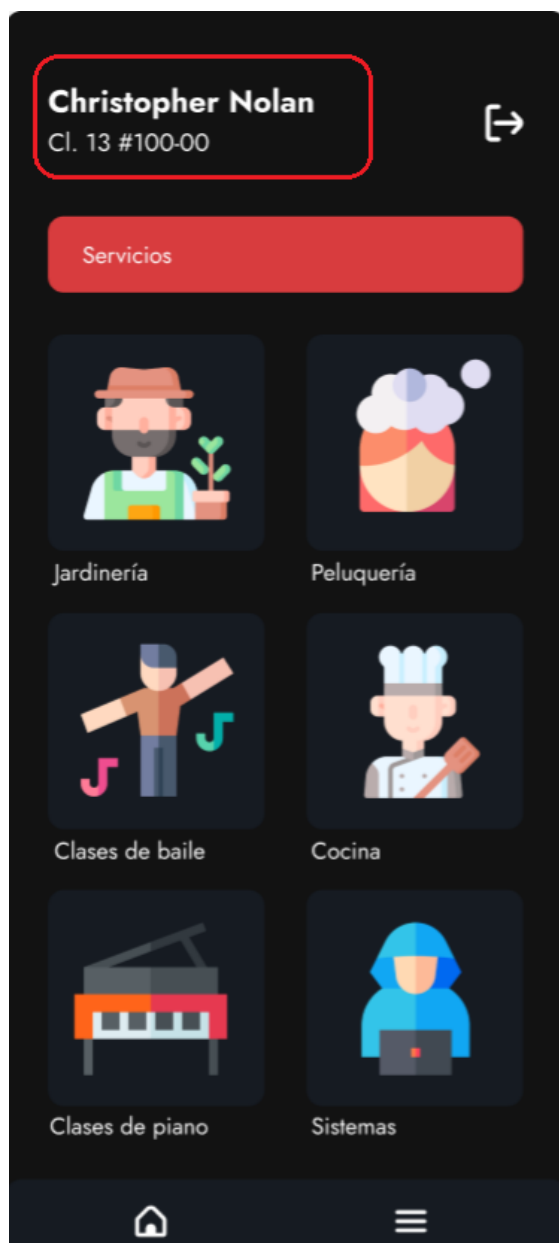 Christopher Nolan
Cl. 13 #100-00
Servicios
Jardinería
Peluquería
Clases de baile
Cocina
Clases de piano
Sistemas